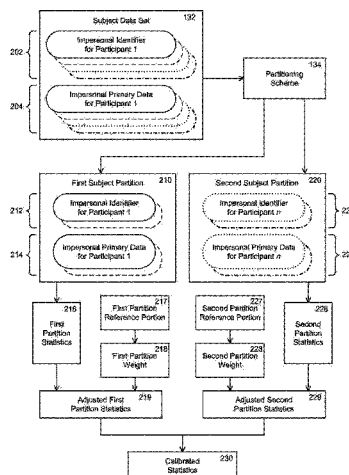 Subject Data Set
132
202
Impersonal Identifier
for Participant 1
204
Impersonal Primary Data
for Participant 1
Partitioning
Scheme
134
First Subject Partition
210
212
Impersonal Identifier
for Participant 1
214
Impersonal Primary Data
for Participant 1
Second Subject Partition
220
Impersonal Identifier
for Participant n
22
Impersonal Primary Data
for Participant n
22
216
First
Partition
Statistics
217
First Partition
Reference Portion
218
First Partition
Weight
227
Second Partition
Reference Portion
228
Second Partition
Weight
Second
Partition
Statistics
Adjusted First
Partition Statistics
219
Adjusted Second
Partition Statistics
229
230
Calibrated
Statistics